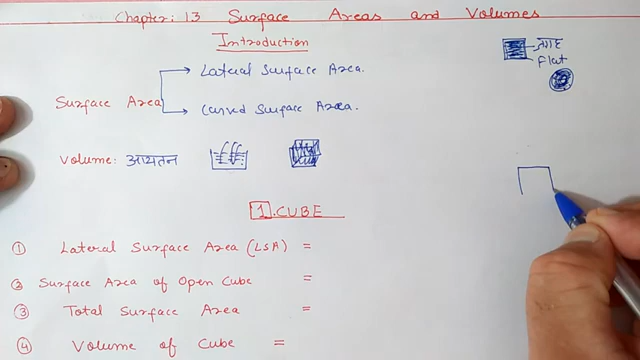 Chapter: 13 Surface Areas and Volumes
Introduction
Flat
Lateral Surface Area.
Surface Area
Curved Surface Area.
Volume: आयतन
1. CUBE
① Lateral Surface Area (LSA) =
② Surface Area of Open Cube =
③ Total Surface Area =
④ Volume of Cube =